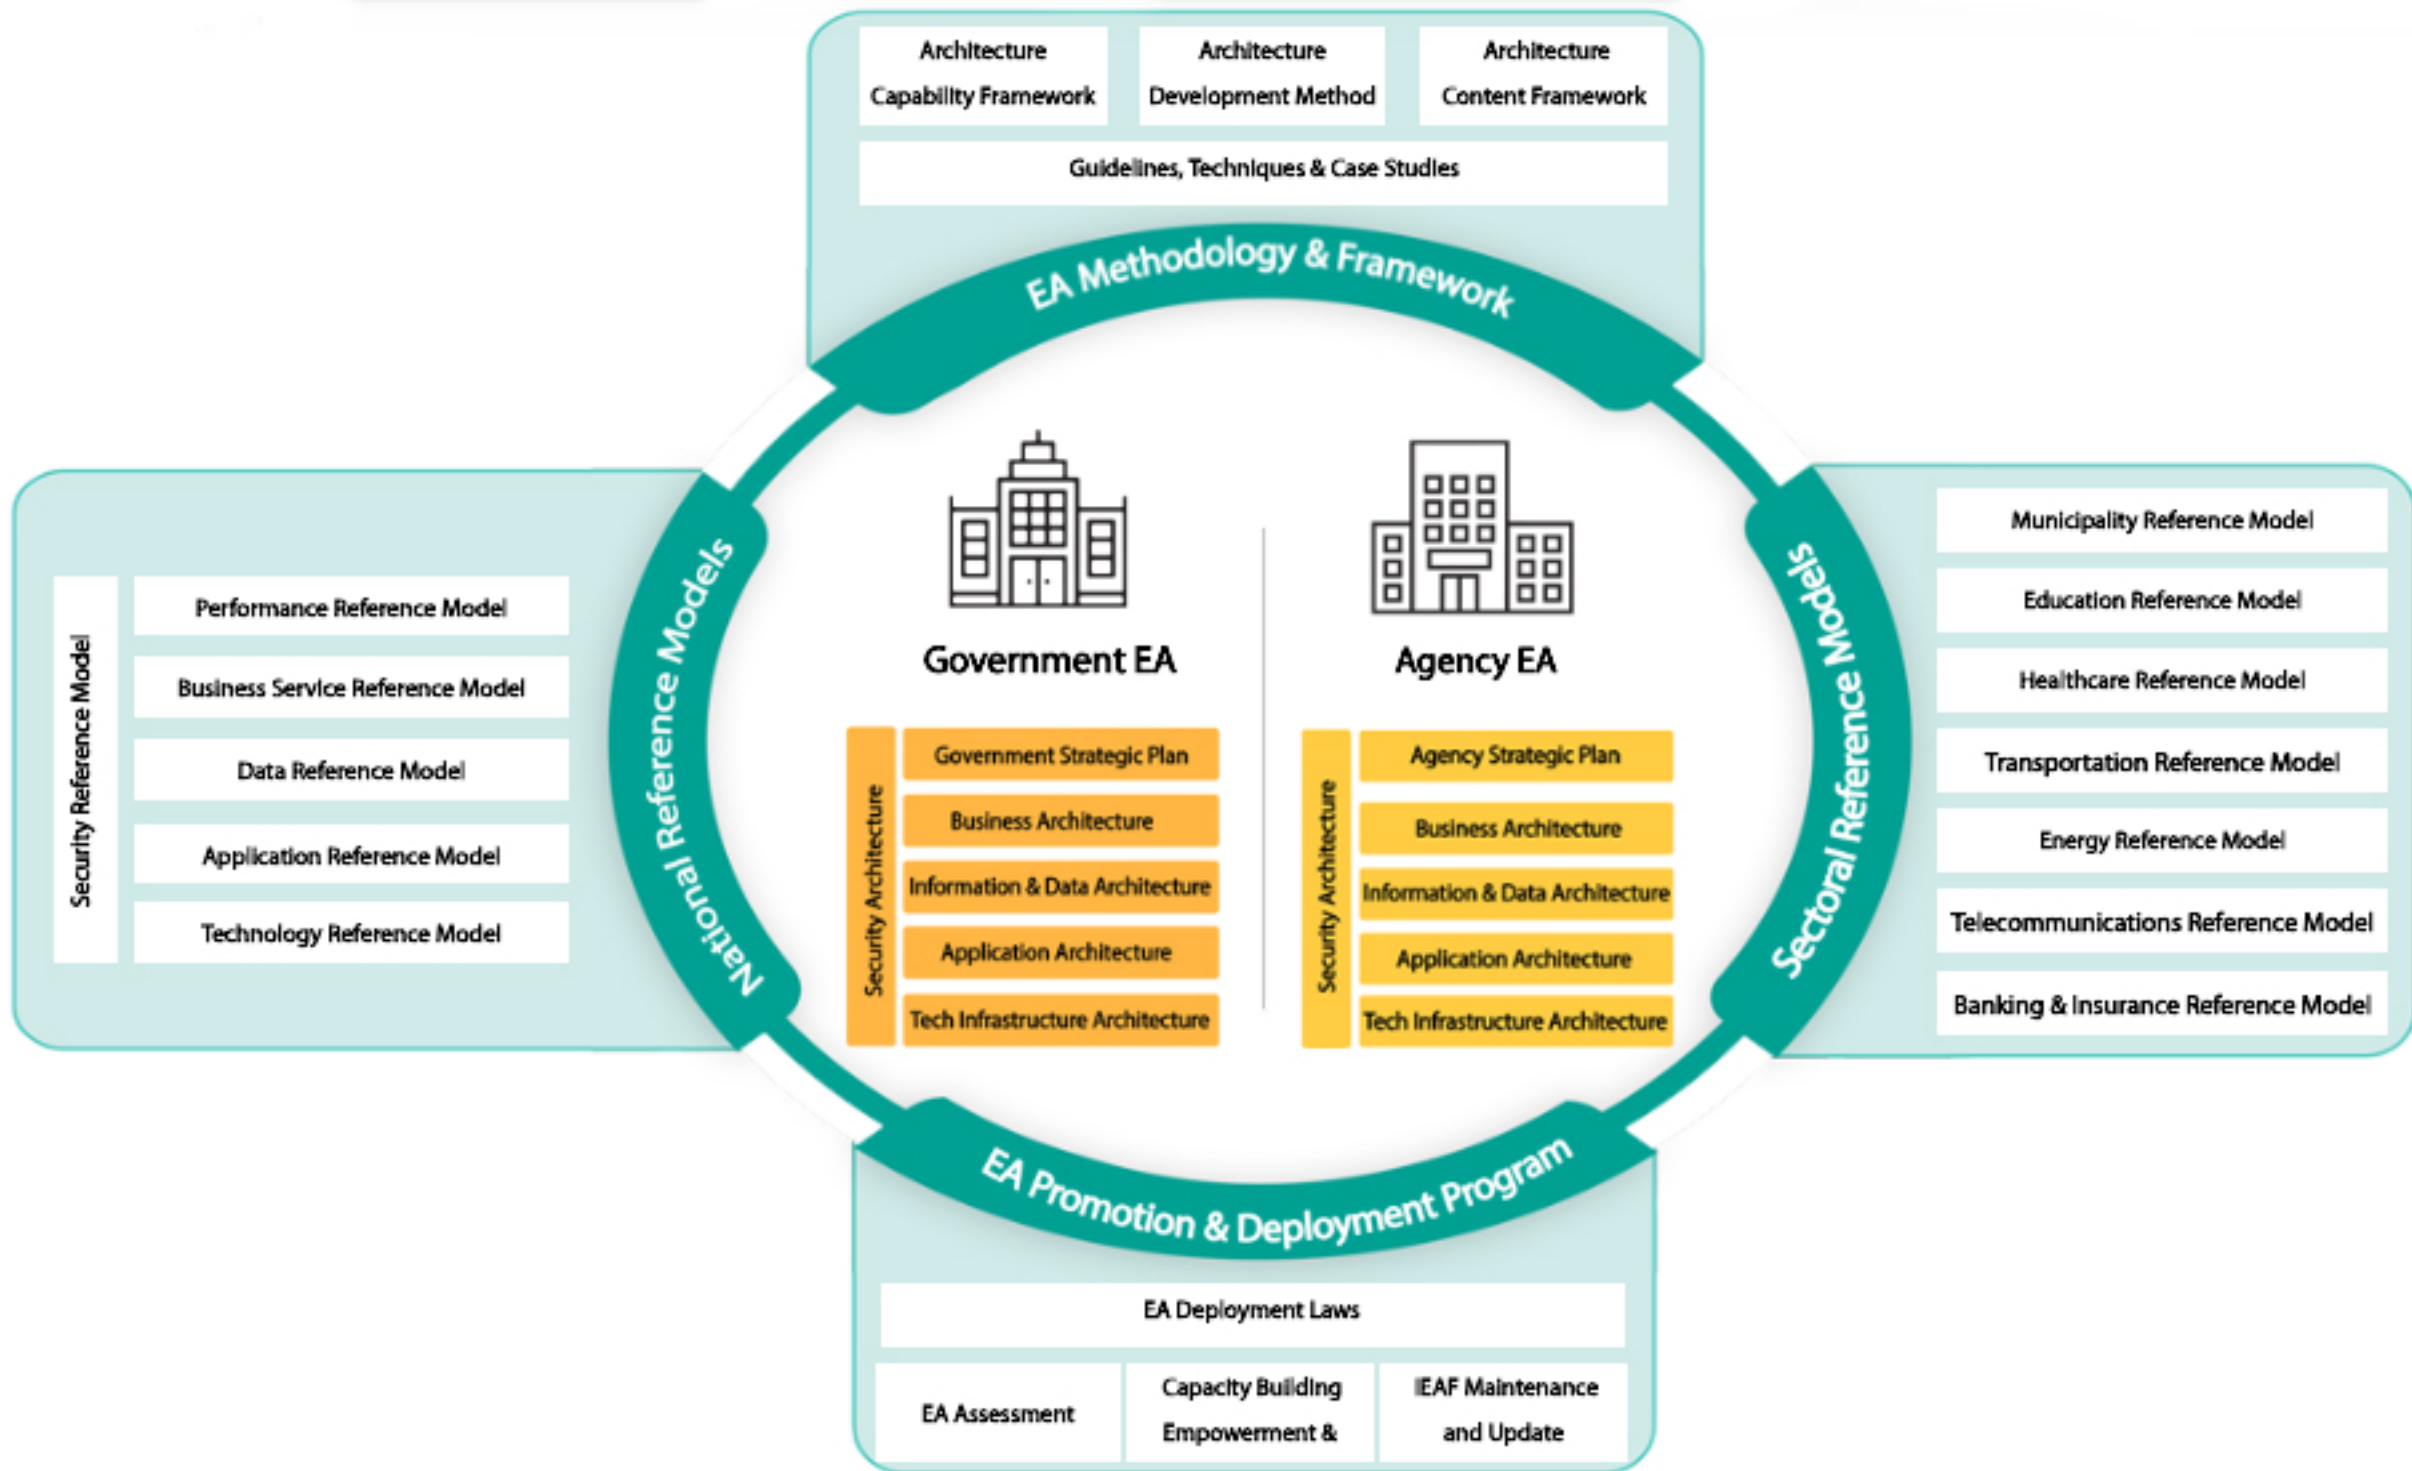 Architecture
Capability Framework
Architecture
Development Method
Architecture
Content Framework
Guidelines, Techniques & Case Studies
EA Methodology & Framework
National Reference Models
Security Reference Model
Performance Reference Model
Business Service Reference Model
Data Reference Model
Application Reference Model
Technology Reference Model
Government EA
Security Architecture
Government Strategic Plan
Business Architecture
Information & Data Architecture
Application Architecture
Tech Infrastructure Architecture
Agency EA
Security Architecture
Agency Strategic Plan
Business Architecture
Information & Data Architecture
Application Architecture
Tech Infrastructure Architecture
Sectoral Reference Models
Municipality Reference Model
Education Reference Model
Healthcare Reference Model
Transportation Reference Model
Energy Reference Model
Telecommunications Reference Model
Banking & Insurance Reference Model
EA Promotion & Deployment Program
EA Deployment Laws
EA Assessment
Capacity Building
Empowerment &
IEAF Maintenance
and Update